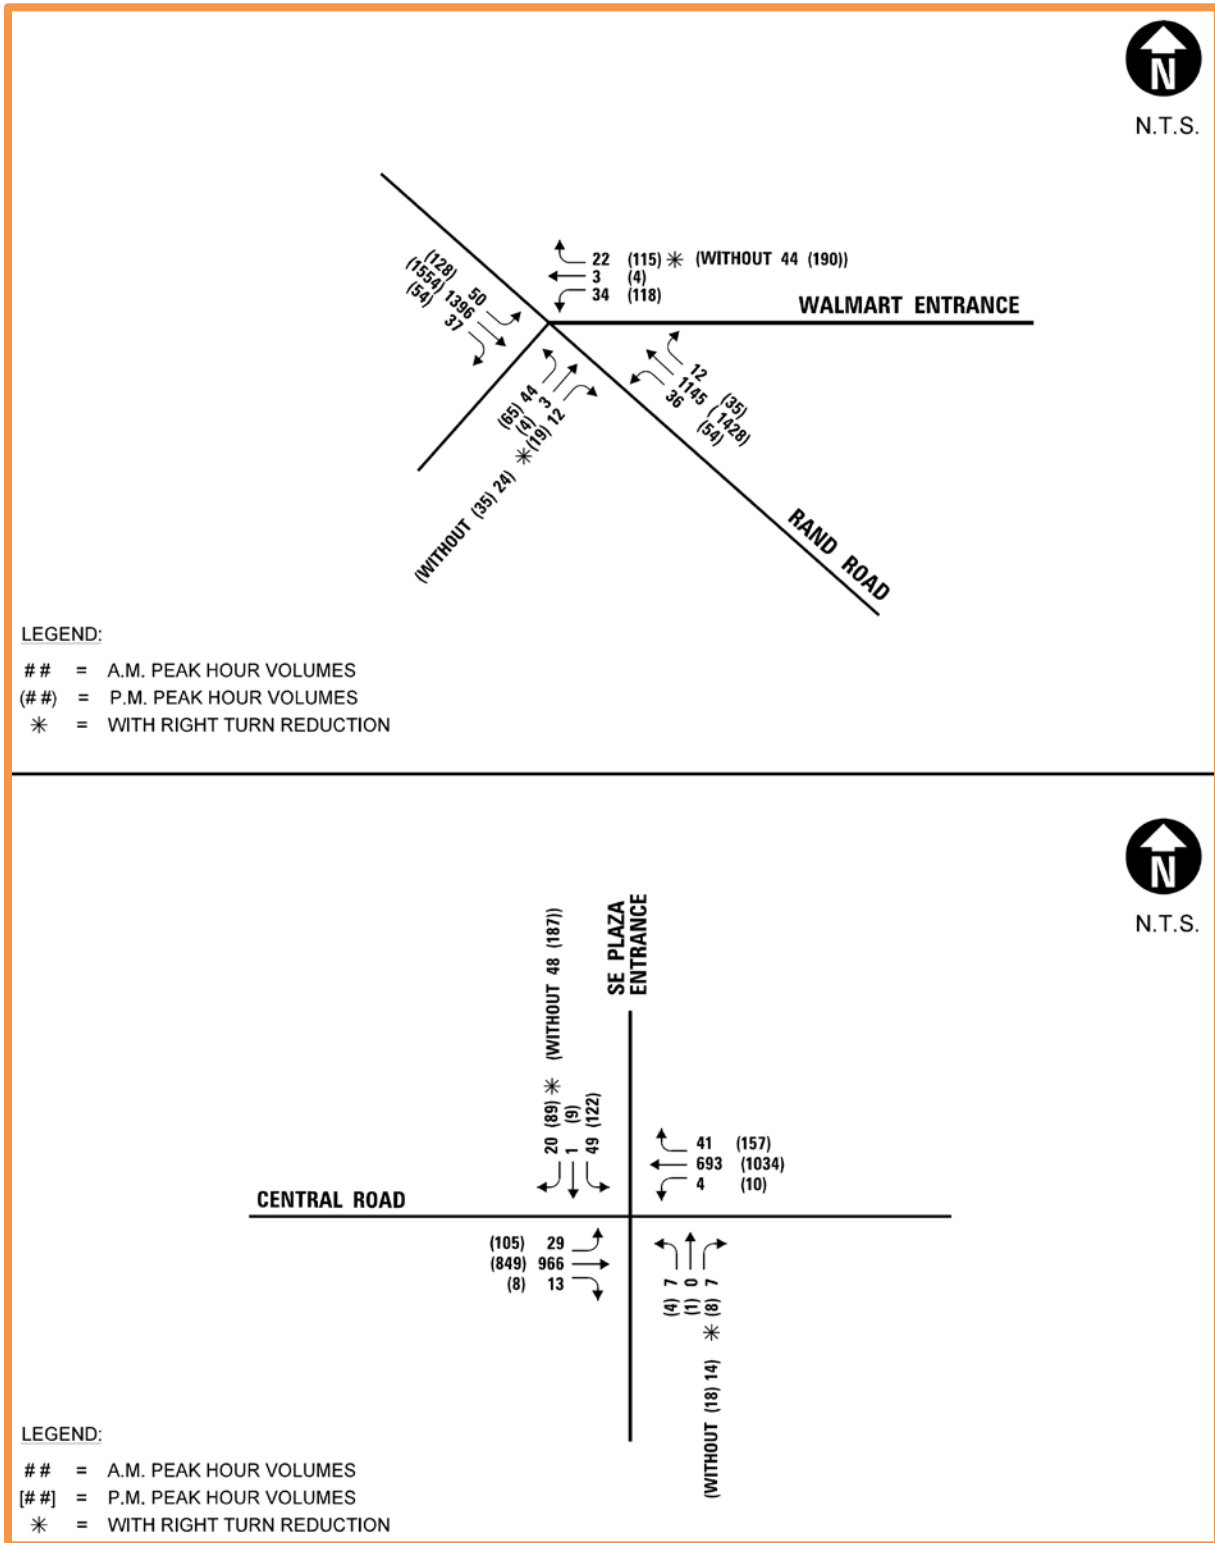 N
N.T.S.
22 (115) ✳ (WITHOUT 44 (190))
3 (4)
34 (118)
WALMART ENTRANCE
(128) 50
(1554) 1396
(54) 37
12 (35)
1145 (1428)
36 (54)
(65) 44
(4) 3
✳ (19) 12
(WITHOUT (35) 24)
RAND ROAD
LEGEND:
## = A.M. PEAK HOUR VOLUMES
(##) = P.M. PEAK HOUR VOLUMES
✳ = WITH RIGHT TURN REDUCTION
N
N.T.S.
SE PLAZA
ENTRANCE
20 (89) ✳ (WITHOUT 48 (187))
1 (9)
49 (122)
41 (157)
693 (1034)
4 (10)
CENTRAL ROAD
(105) 29
(849) 966
(8) 13
(4) 7
(1) 0
(WITHOUT (18) 14) ✳ (8) 7
LEGEND:
## = A.M. PEAK HOUR VOLUMES
[##] = P.M. PEAK HOUR VOLUMES
✳ = WITH RIGHT TURN REDUCTION